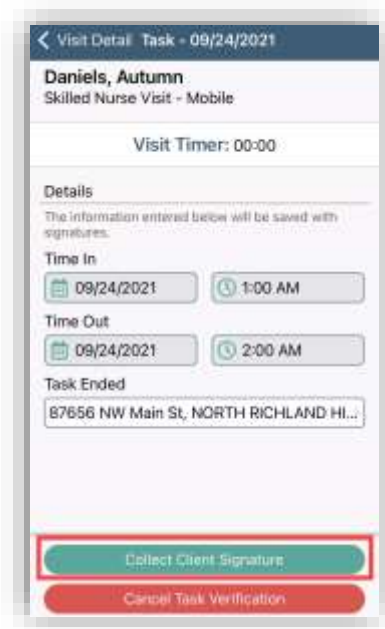 Visit Detail Task - 09/24/2021
Daniels, Autumn
Skilled Nurse Visit - Mobile
Visit Timer: 00:00
Details
The information entered below will be saved with
signatures.
Time In
09/24/2021 1:00 AM
Time Out
09/24/2021 2:00 AM
Task Ended
87656 NW Main St, NORTH RICHLAND HI...
Collect Client Signature
Cancel Task Verification